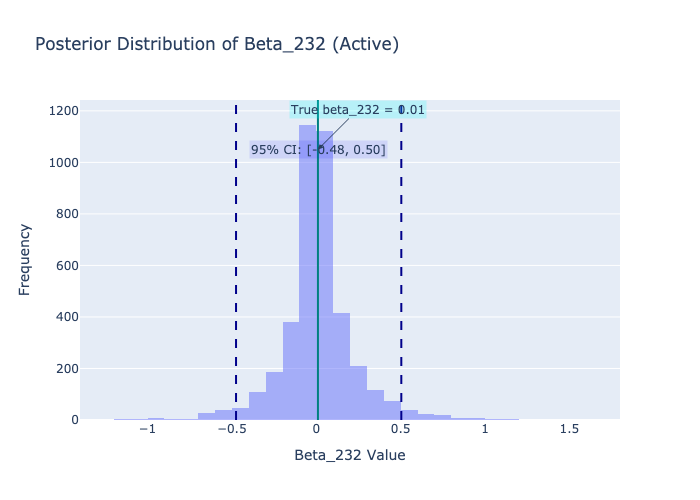 Posterior Distribution of Beta_232 (Active)
True beta_232 = 0.01
95% CI: [-0.48, 0.50]
1200
1000
800
600
400
200
0
Frequency
−1
−0.5
0
0.5
1
1.5
Beta_232 Value